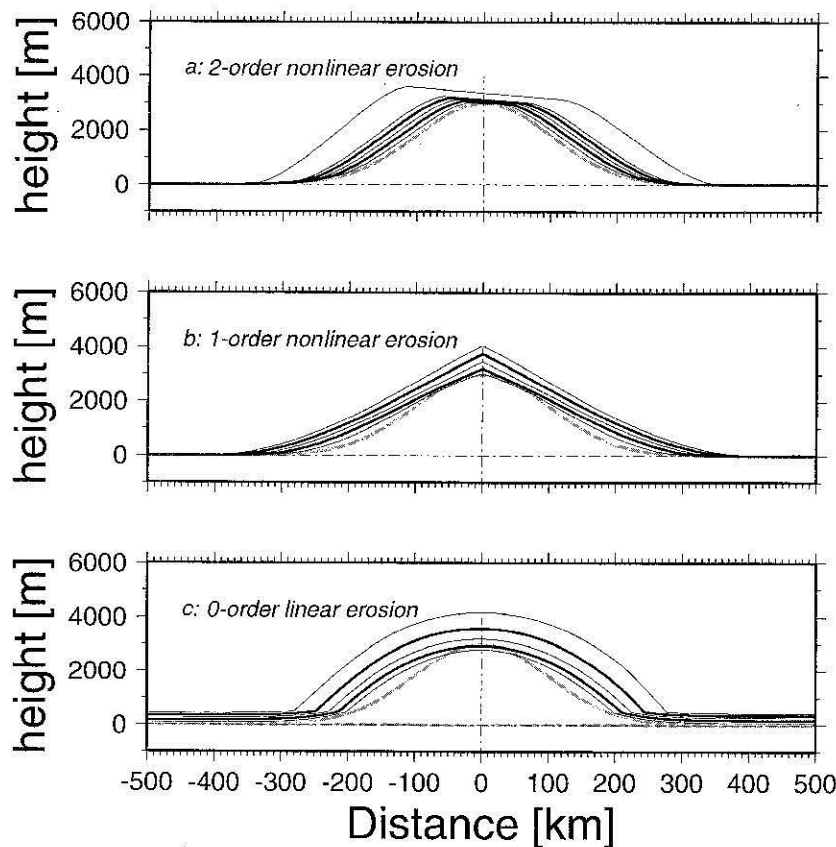 6000
4000
2000
0
height [m]
a: 2-order nonlinear erosion
6000
4000
2000
0
height [m]
b: 1-order nonlinear erosion
6000
4000
2000
0
height [m]
c: 0-order linear erosion
-500 -400 -300 -200 -100 0 100 200 300 400 500
Distance [km]